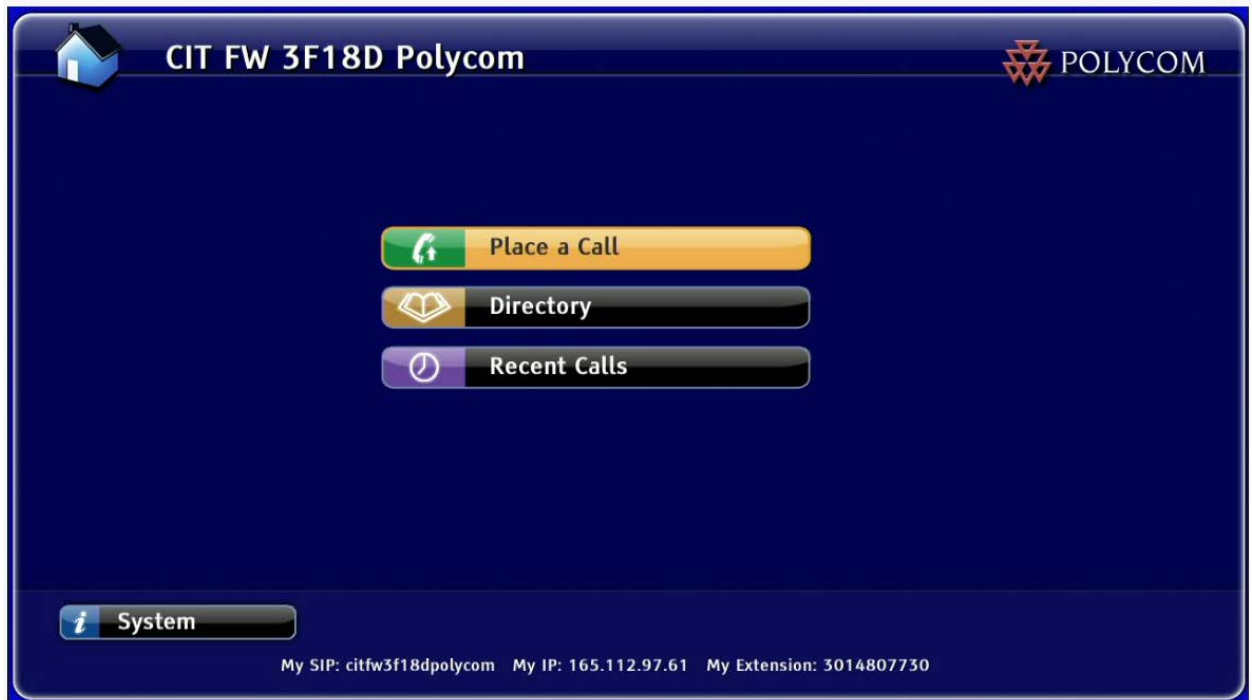 CIT FW 3F18D Polycom
POLYCOM
Place a Call
Directory
Recent Calls
i System
My SIP: citfw3f18dpolycom My IP: 165.112.97.61 My Extension: 3014807730